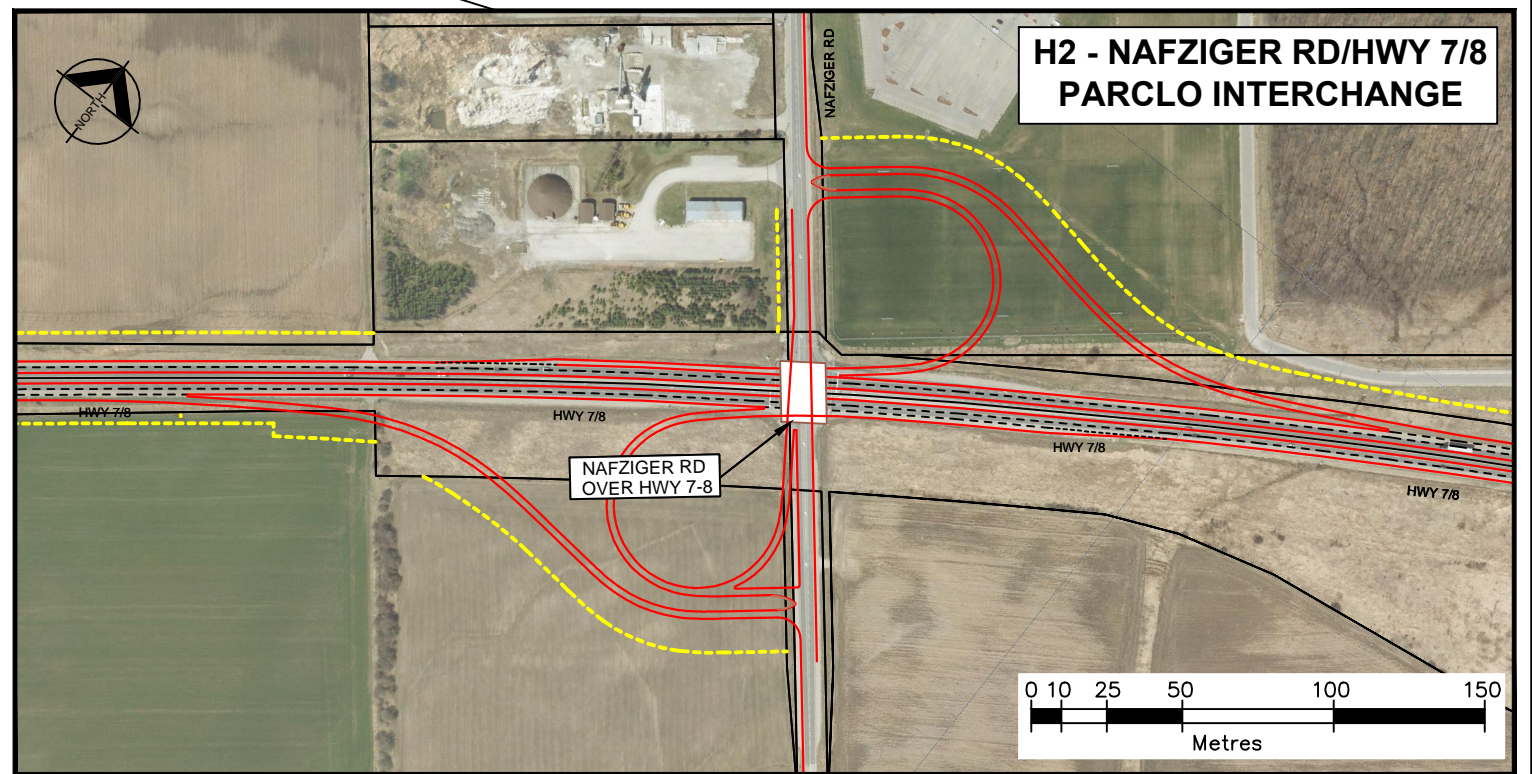 H2 - NAFZIGER RD/HWY 7/8
PARCLO INTERCHANGE
NORTH
NAFZIGER RD
HWY 7/8
HWY 7/8
HWY 7/8
HWY 7/8
NAFZIGER RD
OVER HWY 7-8
0 10 25 50 100 150
Metres